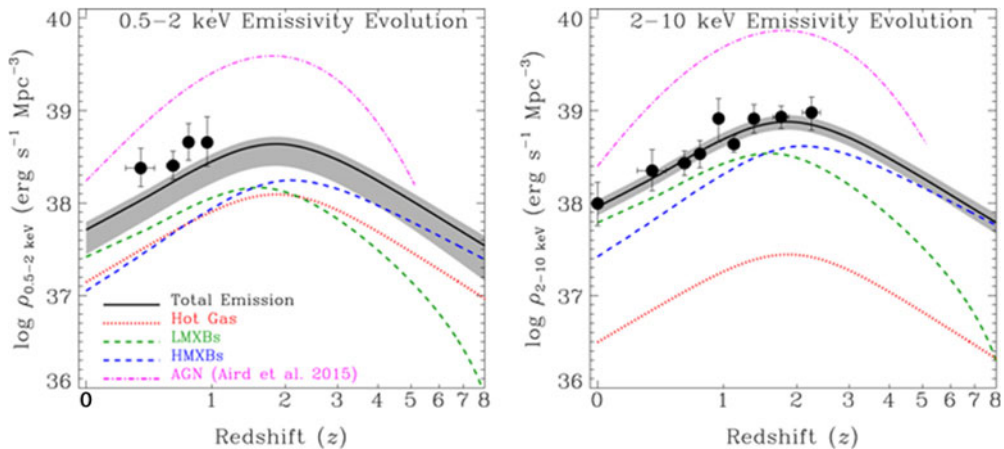 0.5−2 keV Emissivity Evolution
40
39
38
37
36
log ρ0.5−2 keV (erg s−1 Mpc−3)
Total Emission
Hot Gas
LMXBs
HMXBs
AGN (Aird et al. 2015)
0 1 2 3 4 5 6 7 8
Redshift (z)
2−10 keV Emissivity Evolution
40
39
38
37
36
log ρ2−10 keV (erg s−1 Mpc−3)
0 1 2 3 4 5 6 7 8
Redshift (z)